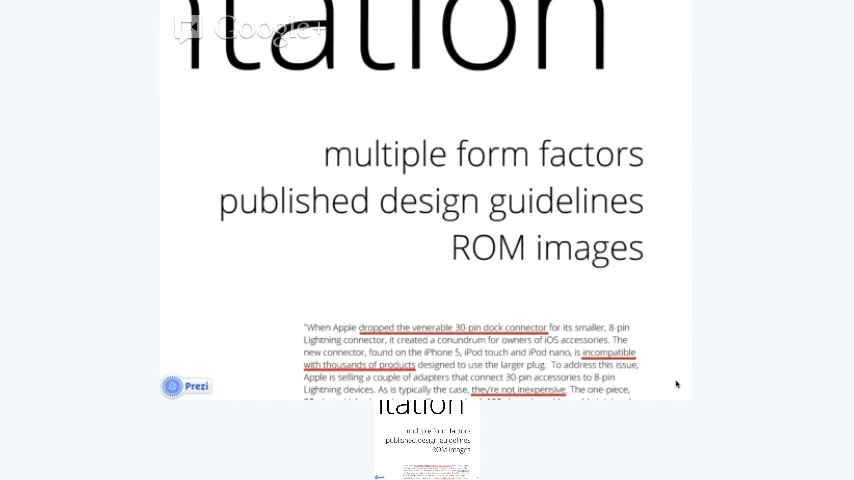 Google+
itation
multiple form factors
published design guidelines
ROM images
"When Apple dropped the venerable 30-pin dock connector for its smaller, 8-pin
Lightning connector, it created a conundrum for owners of iOS accessories. The
new connector, found on the iPhone 5, iPod touch and iPod nano, is incompatible
with thousands of products designed to use the larger plug. To address this issue,
Apple is selling a couple of adapters that connect 30-pin accessories to 8-pin
Lightning devices. As is typically the case, they're not inexpensive. The one-piece,
Prezi
itation
multiple form factors
published design guidelines
ROM images